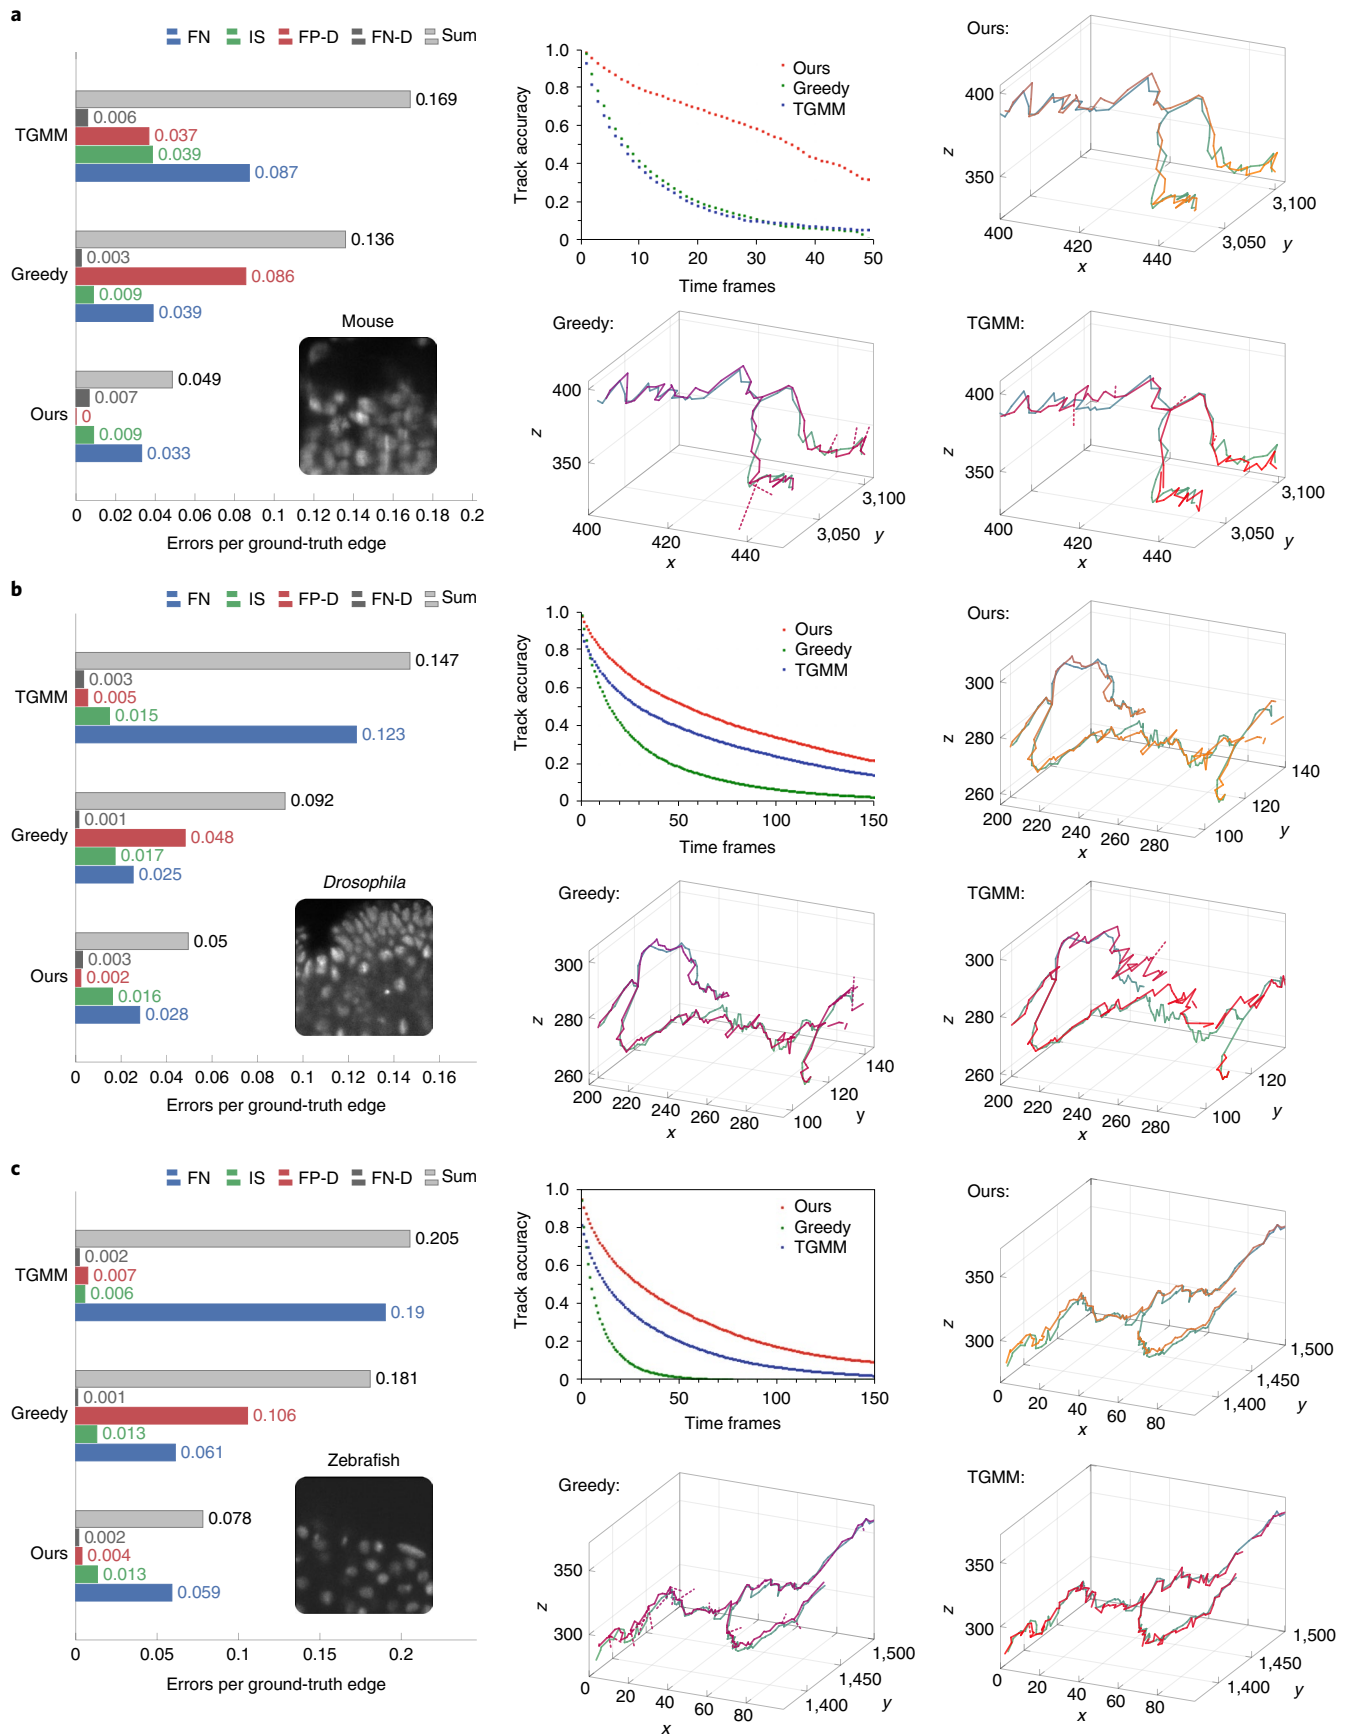 a
FN IS FP-D FN-D Sum
TGMM
0.169
0.006
0.037
0.039
0.087
Greedy
0.136
0.003
0.086
0.009
0.039
Ours
0.049
0.007
0
0.009
0.033
Mouse
0 0.02 0.04 0.06 0.08 0.1 0.12 0.14 0.16 0.18 0.2
Errors per ground-truth edge
Track accuracy
1.0
0.8
0.6
0.4
0.2
0
Ours
Greedy
TGMM
0 10 20 30 40 50
Time frames
Ours:
z
400
350
400
420
440
x
3,050
3,100
y
Greedy:
z
400
350
400
420
440
x
3,050
3,100
y
TGMM:
z
400
350
400
420
440
x
3,050
3,100
y
b
FN IS FP-D FN-D Sum
TGMM
0.147
0.003
0.005
0.015
0.123
Greedy
0.092
0.001
0.048
0.017
0.025
Ours
0.05
0.003
0.002
0.016
0.028
Drosophila
0 0.02 0.04 0.06 0.08 0.1 0.12 0.14 0.16
Errors per ground-truth edge
Track accuracy
1.0
0.8
0.6
0.4
0.2
0
Ours
Greedy
TGMM
0 50 100 150
Time frames
Ours:
z
300
280
260
200
220
240
260
280
x
100
120
140
y
Greedy:
z
300
280
260
200
220
240
260
280
x
100
120
140
y
TGMM:
z
300
280
260
200
220
240
260
280
x
100
120
y
c
FN IS FP-D FN-D Sum
TGMM
0.205
0.002
0.007
0.006
0.19
Greedy
0.181
0.001
0.106
0.013
0.061
Ours
0.078
0.002
0.004
0.013
0.059
Zebrafish
0 0.05 0.1 0.15 0.2
Errors per ground-truth edge
Track accuracy
1.0
0.8
0.6
0.4
0.2
0
Ours
Greedy
TGMM
0 50 100 150
Time frames
Ours:
z
350
300
0
20
40
60
80
x
1,400
1,450
1,500
y
Greedy:
z
350
300
0
20
40
60
80
x
1,400
1,450
1,500
y
TGMM:
z
350
300
0
20
40
60
80
x
1,400
1,450
1,500
y